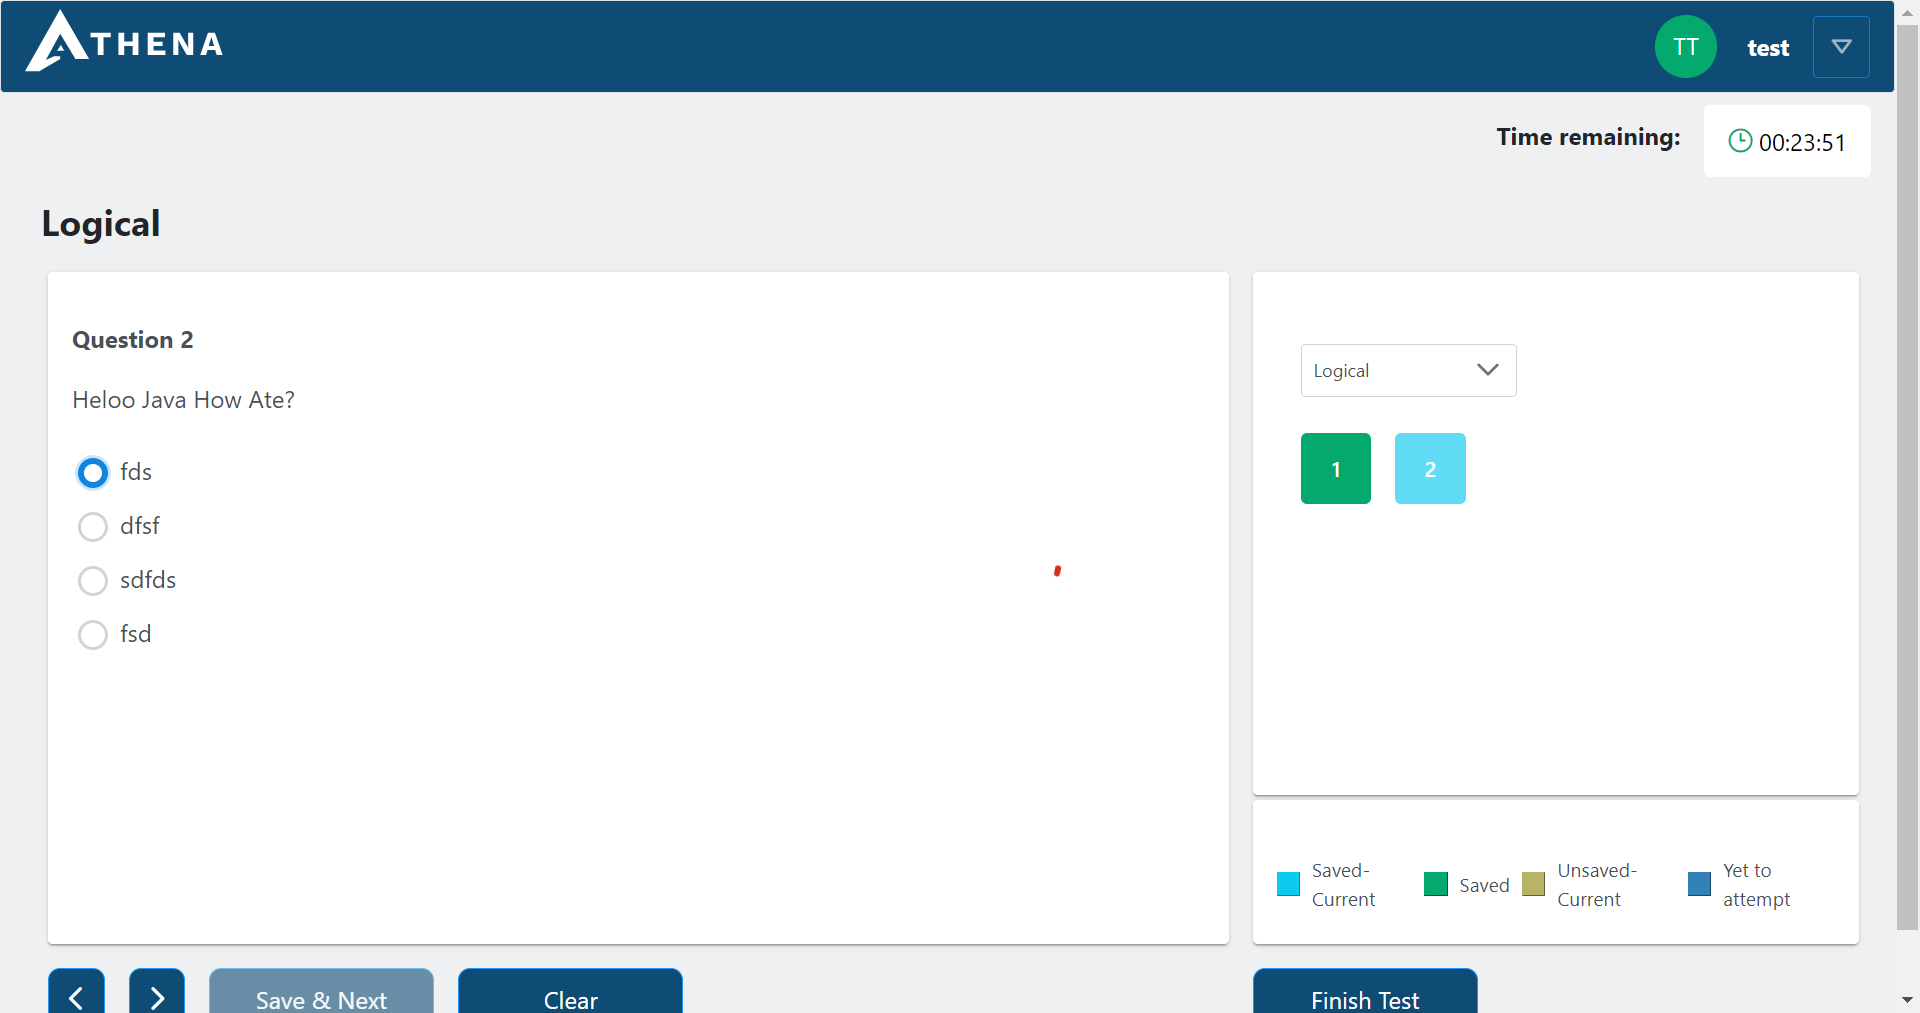 ATHENA
TT
test
Time remaining:
00:23:51
Logical
Question 2
Heloo Java How Ate?
fds
dfsf
sdfds
fsd
Logical
1
2
Saved-
Current
Saved
Unsaved-
Current
Yet to
attempt
Save & Next
Clear
Finish Test